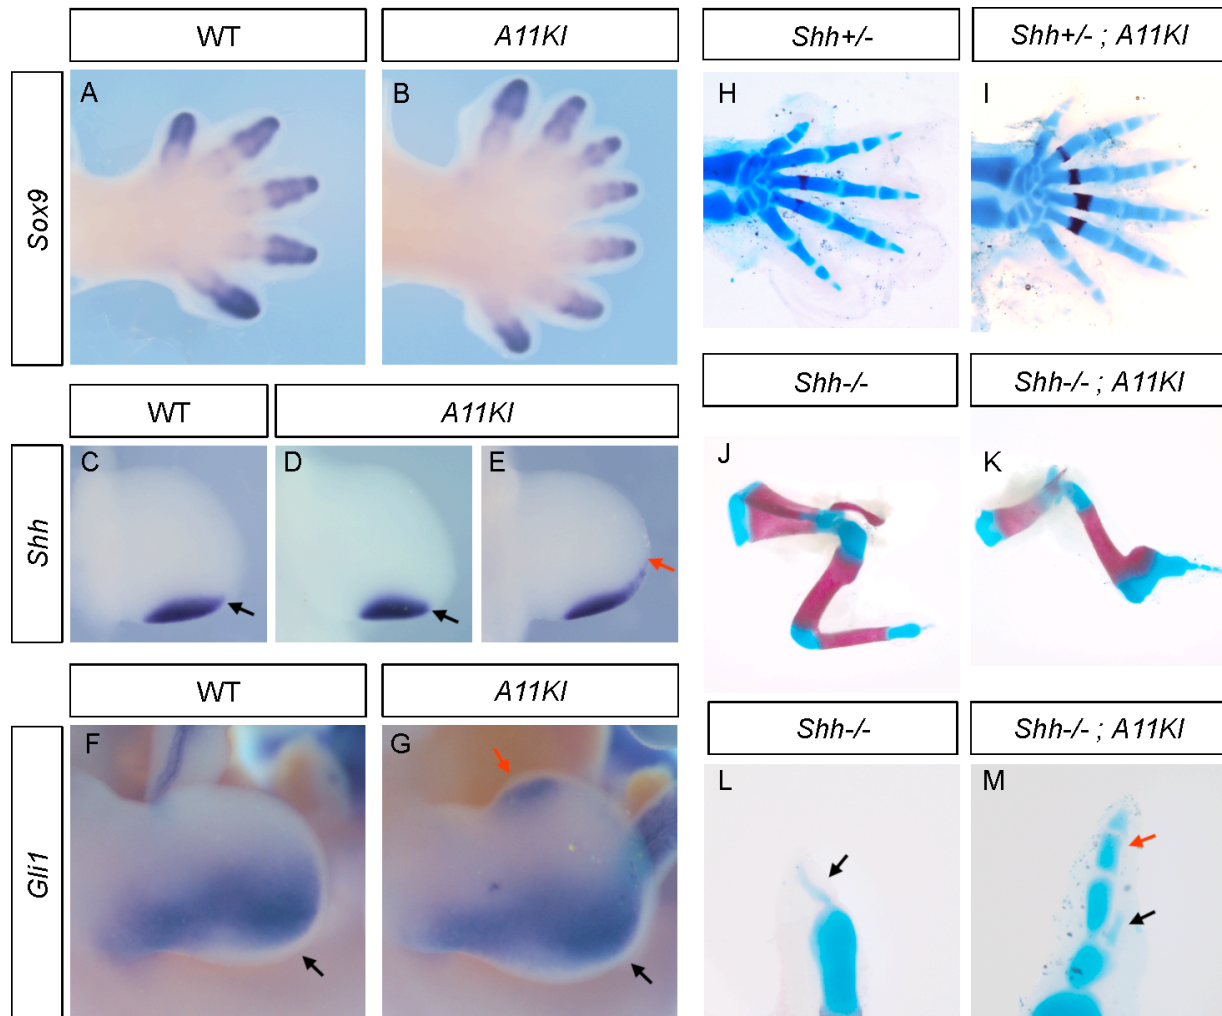 WT
A11KI
Shh+/-
Shh+/- ; A11KI
Sox9
A
B
H
I
Shh-/-
Shh-/- ; A11KI
WT
A11KI
Shh
C
D
E
J
K
WT
A11KI
Shh-/-
Shh-/- ; A11KI
Gli1
F
G
L
M